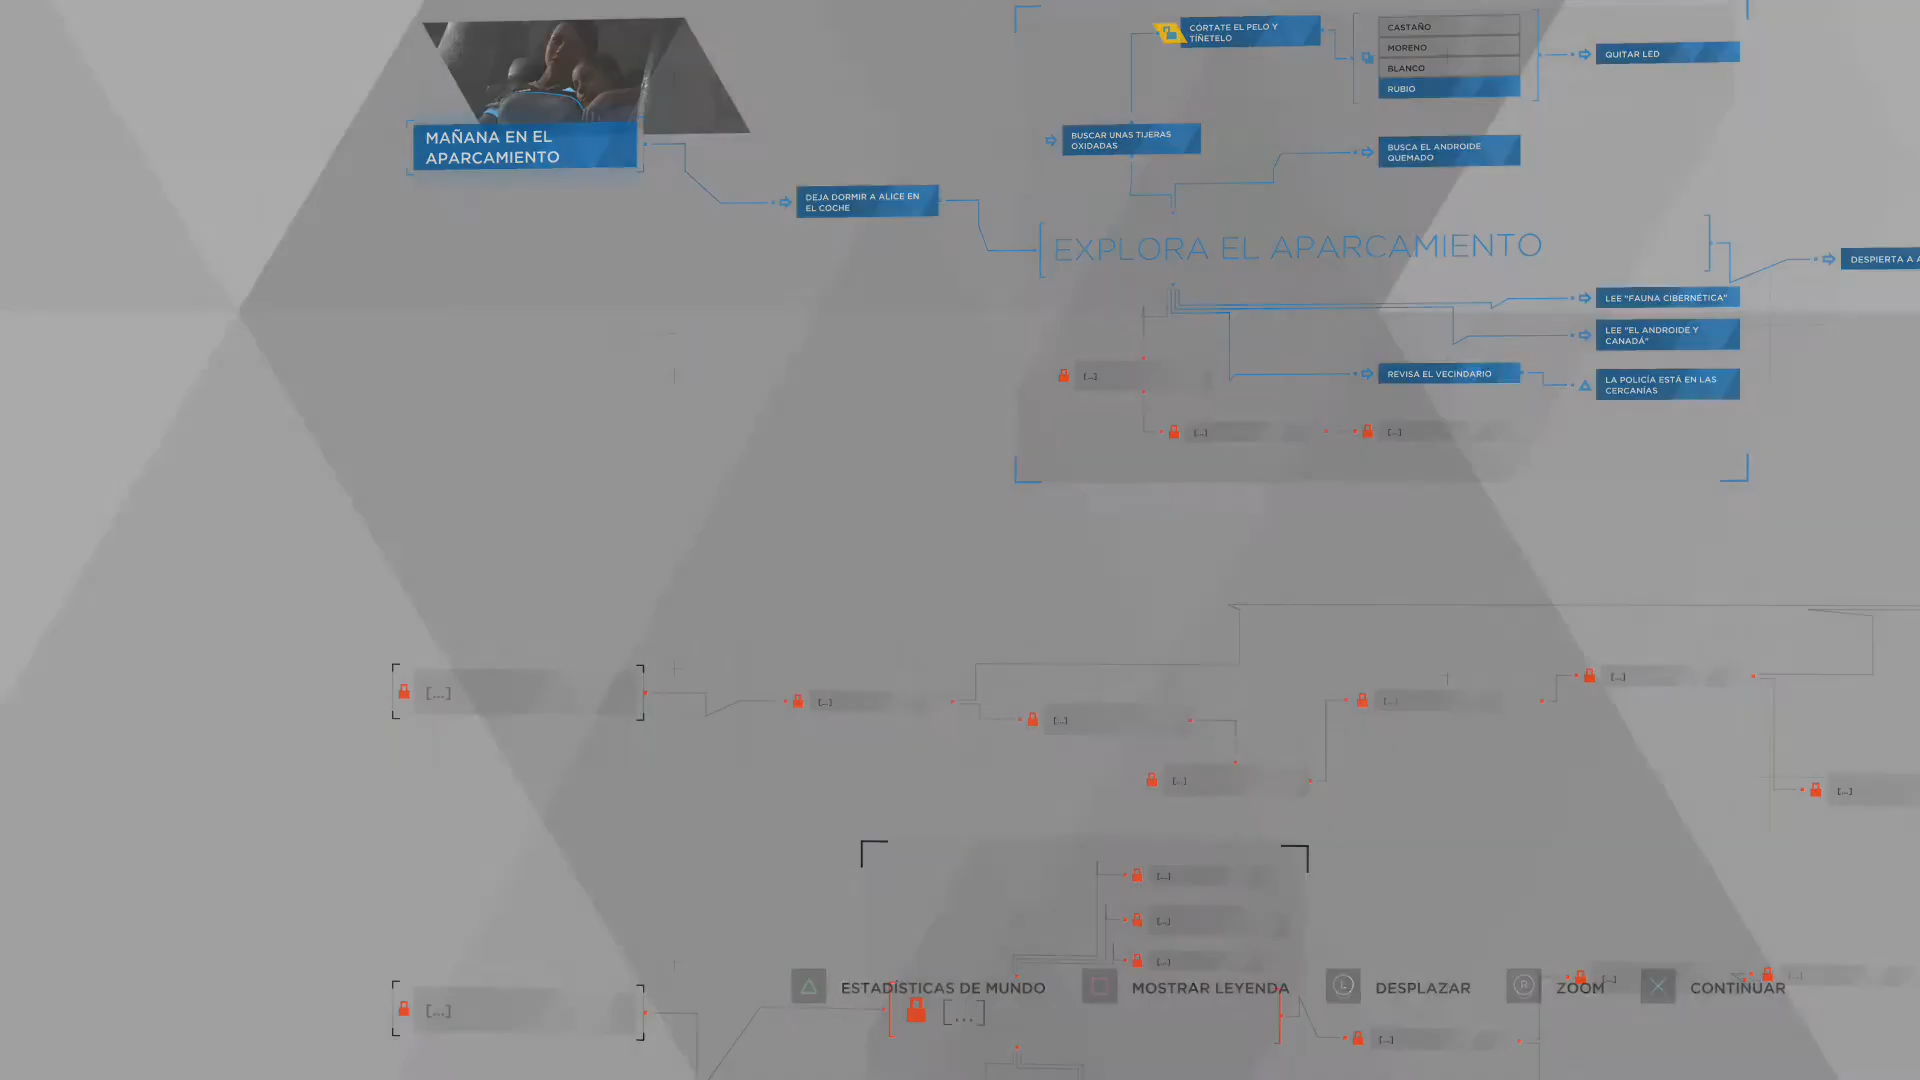 CÓRTATE EL PELO Y
TÍÑETELO
CASTAÑO
MORENO
BLANCO
RUBIO
QUITAR LED
MAÑANA EN EL
APARCAMIENTO
BUSCAR UNAS TIJERAS
OXIDADAS
BUSCA EL ANDROIDE
QUEMADO
DEJA DORMIR A ALICE EN
EL COCHE
EXPLORA EL APARCAMIENTO
DESPIERTA A
LEE "FAUNA CIBERNÉTICA"
LEE "EL ANDROIDE Y
CANADÁ"
[...]
REVISA EL VECINDARIO
LA POLICÍA ESTÁ EN LAS
CERCANÍAS
[...]
[...]
[...]
[...]
[...]
[...]
[...]
[...]
[...]
[...]
[...]
[...]
[...]
[...]
ESTADÍSTICAS DE MUNDO
MOSTRAR LEYENDA
L
DESPLAZAR
R
ZOOM
CONTINUAR
[...]
[...]
[...]
[...]